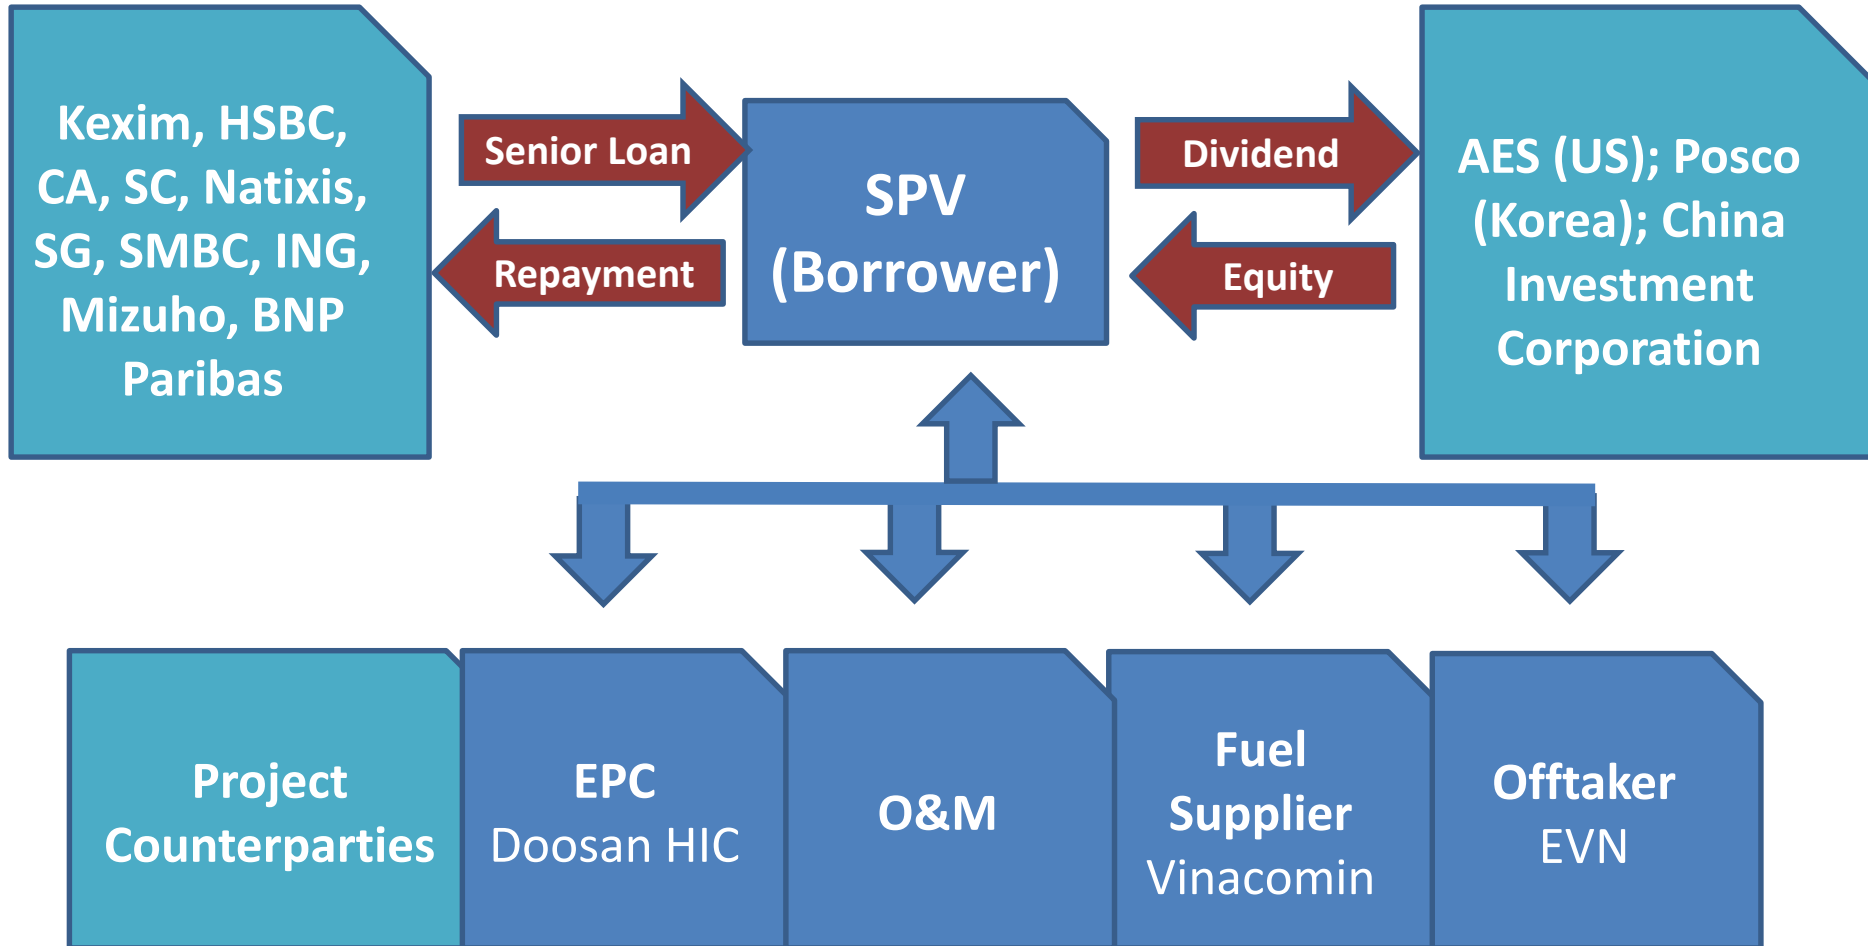 Kexim, HSBC,
CA, SC, Natixis,
SG, SMBC, ING,
Mizuho, BNP
Paribas
Senior Loan
Repayment
SPV
(Borrower)
Dividend
Equity
AES (US); Posco
(Korea); China
Investment
Corporation
Project
Counterparties
EPC
Doosan HIC
O&M
Fuel
Supplier
Vinacomin
Offtaker
EVN